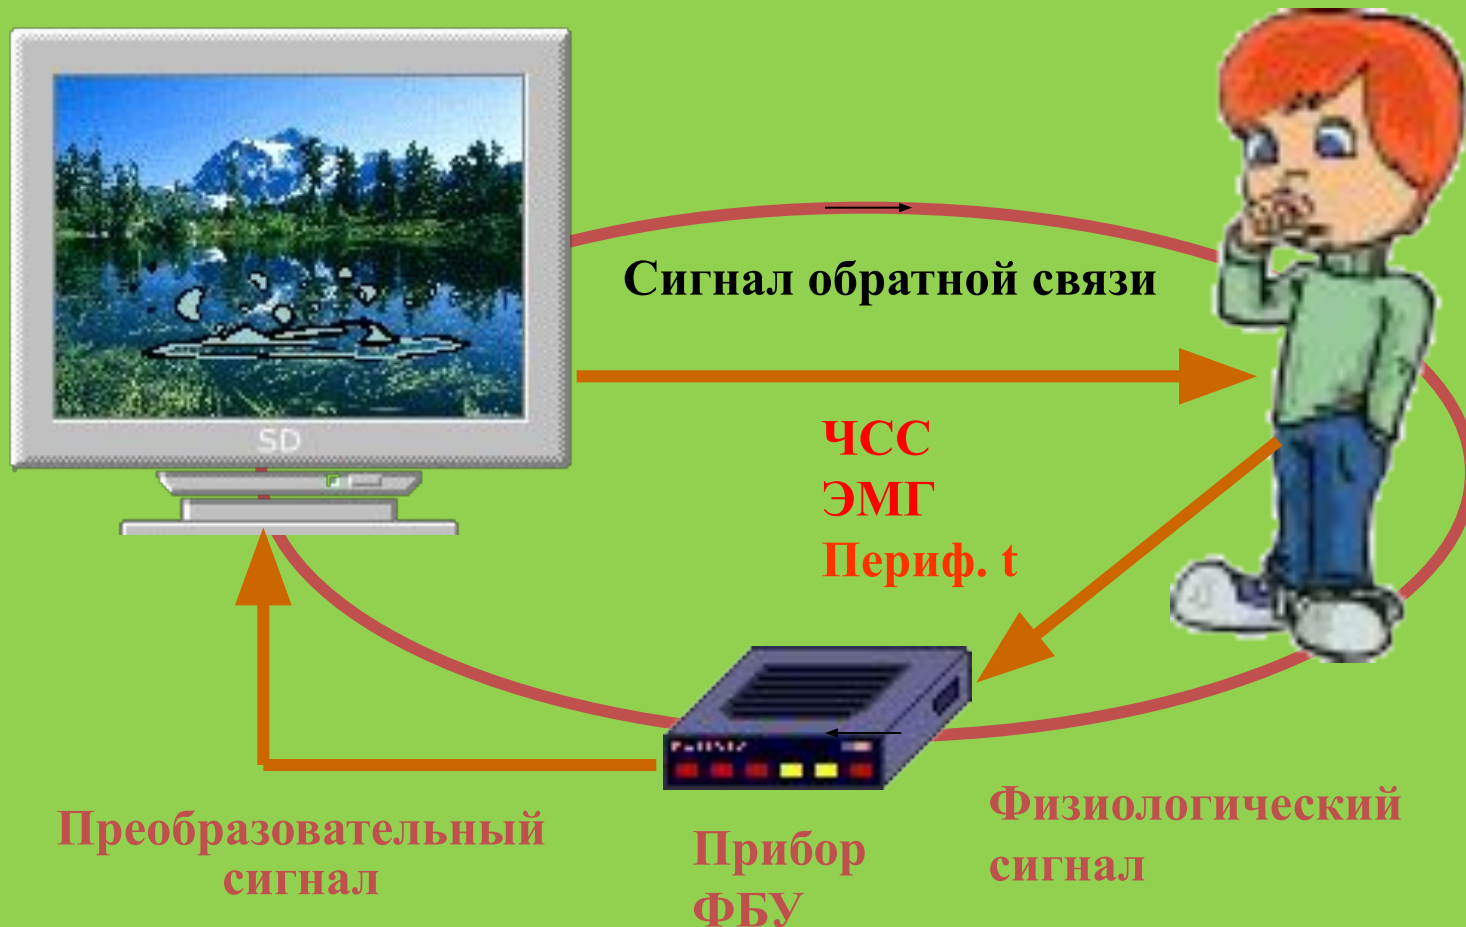 SD
Сигнал обратной связи
ЧСС
ЭМГ
Периф. t
Преобразовательный
сигнал
Прибор
ФБУ
Физиологический
сигнал